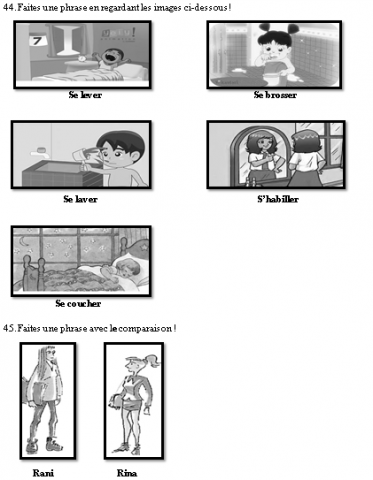 44. Faites une phrase en regardant les images ci-dessous !
7
Se lever
Se brosser
Se laver
S'habiller
Se coucher
45. Faites une phrase avec le comparaison !
Rani
Rina